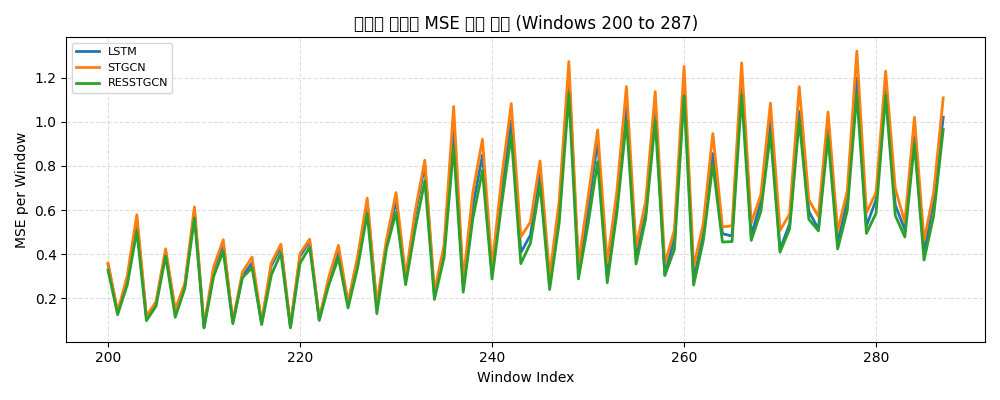 MSE (Windows 200 to 287)
LSTM
STGCN
RESSTGCN
MSE per Window
1.2
1.0
0.8
0.6
0.4
0.2
200
220
240
260
280
Window Index